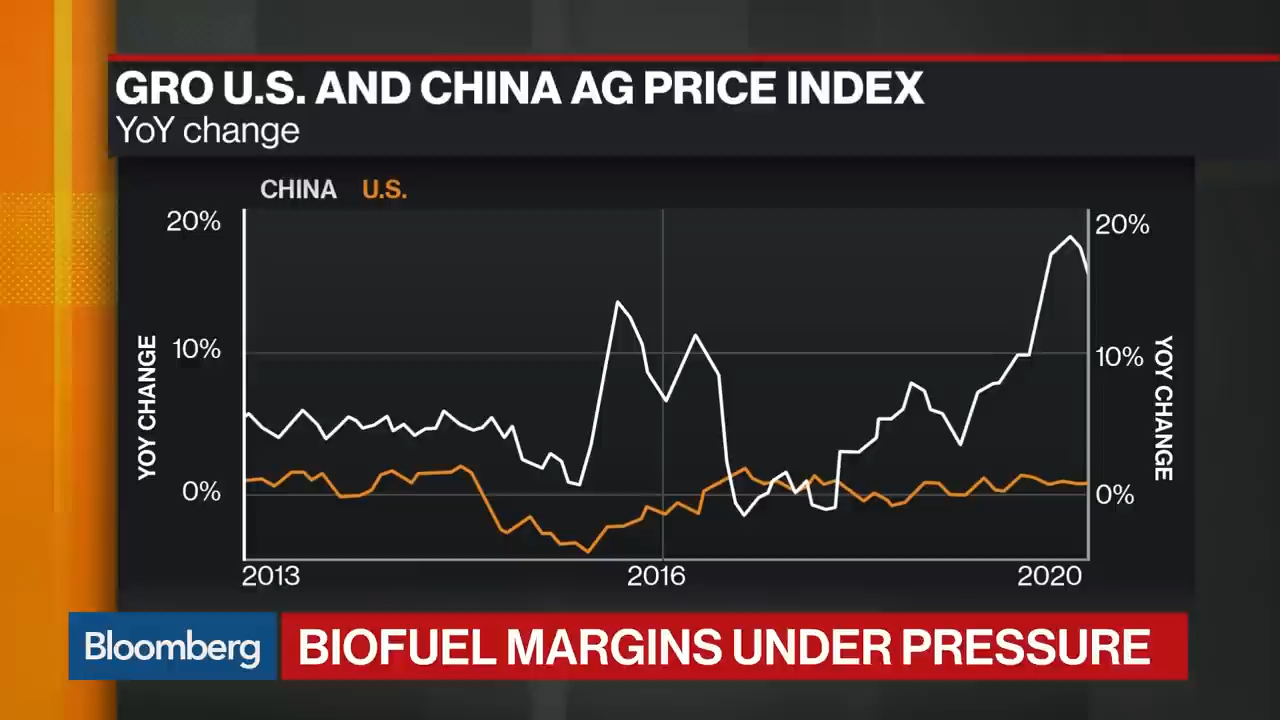 GRO U.S. AND CHINA AG PRICE INDEX
YoY change
CHINA U.S.
20% 20%
10% 10%
0% 0%
YOY CHANGE
YOY CHANGE
2013 2016 2020
Bloomberg BIOFUEL MARGINS UNDER PRESSURE